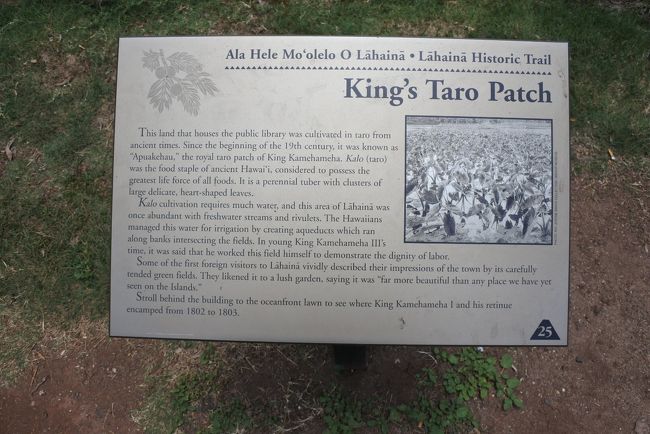 Ala Hele Moʻolelo O Lāhainā • Lāhainā Historic Trail
King's Taro Patch
This land that houses the public library was cultivated in taro from
ancient times. Since the beginning of the 19th century, it was known as
"Apuakehau," the royal taro patch of King Kamehameha. Kalo (taro)
was the food staple of ancient Hawaiʻi, considered to possess the
greatest life force of all foods. It is a perennial tuber with clusters of
large delicate, heart-shaped leaves.
Kalo cultivation requires much water, and this area of Lāhainā was
once abundant with freshwater streams and rivulets. The Hawaiians
managed this water for irrigation by creating aqueducts which ran
along banks intersecting the fields. In young King Kamehameha III's
time, it was said that he worked this field himself to demonstrate the dignity of labor.
Some of the first foreign visitors to Lāhainā vividly described their impressions of the town by its carefully
tended green fields. They likened it to a lush garden, saying it was "far more beautiful than any place we have yet
seen on the Islands."
Stroll behind the building to the oceanfront lawn to see where King Kamehameha I and his retinue
encamped from 1802 to 1803.
25